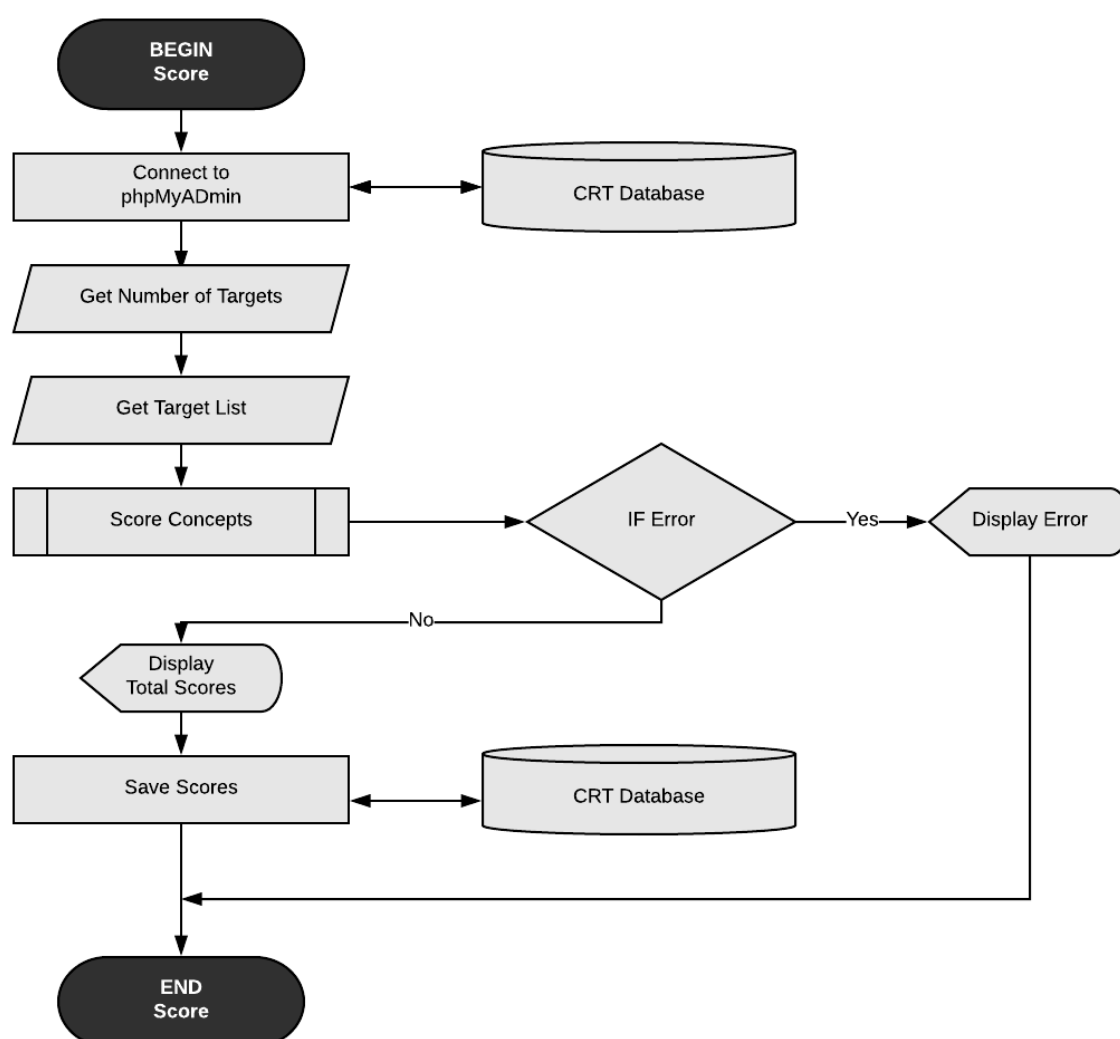 BEGIN
Score
Connect to
phpMyADmin
CRT Database
Get Number of Targets
Get Target List
Score Concepts
IF Error
Yes
Display Error
No
Display
Total Scores
Save Scores
CRT Database
END
Score